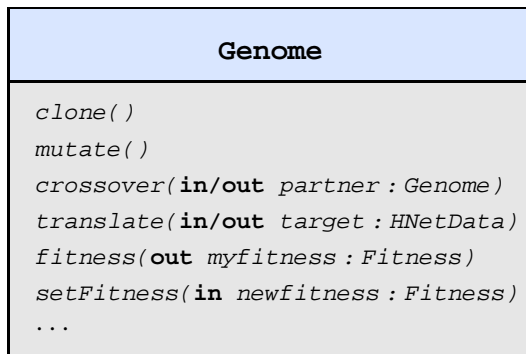 Genome
clone()
mutate()
crossover(in/out partner : Genome)
translate(in/out target : HNetData)
fitness(out myfitness : Fitness)
setFitness(in newfitness : Fitness)
...